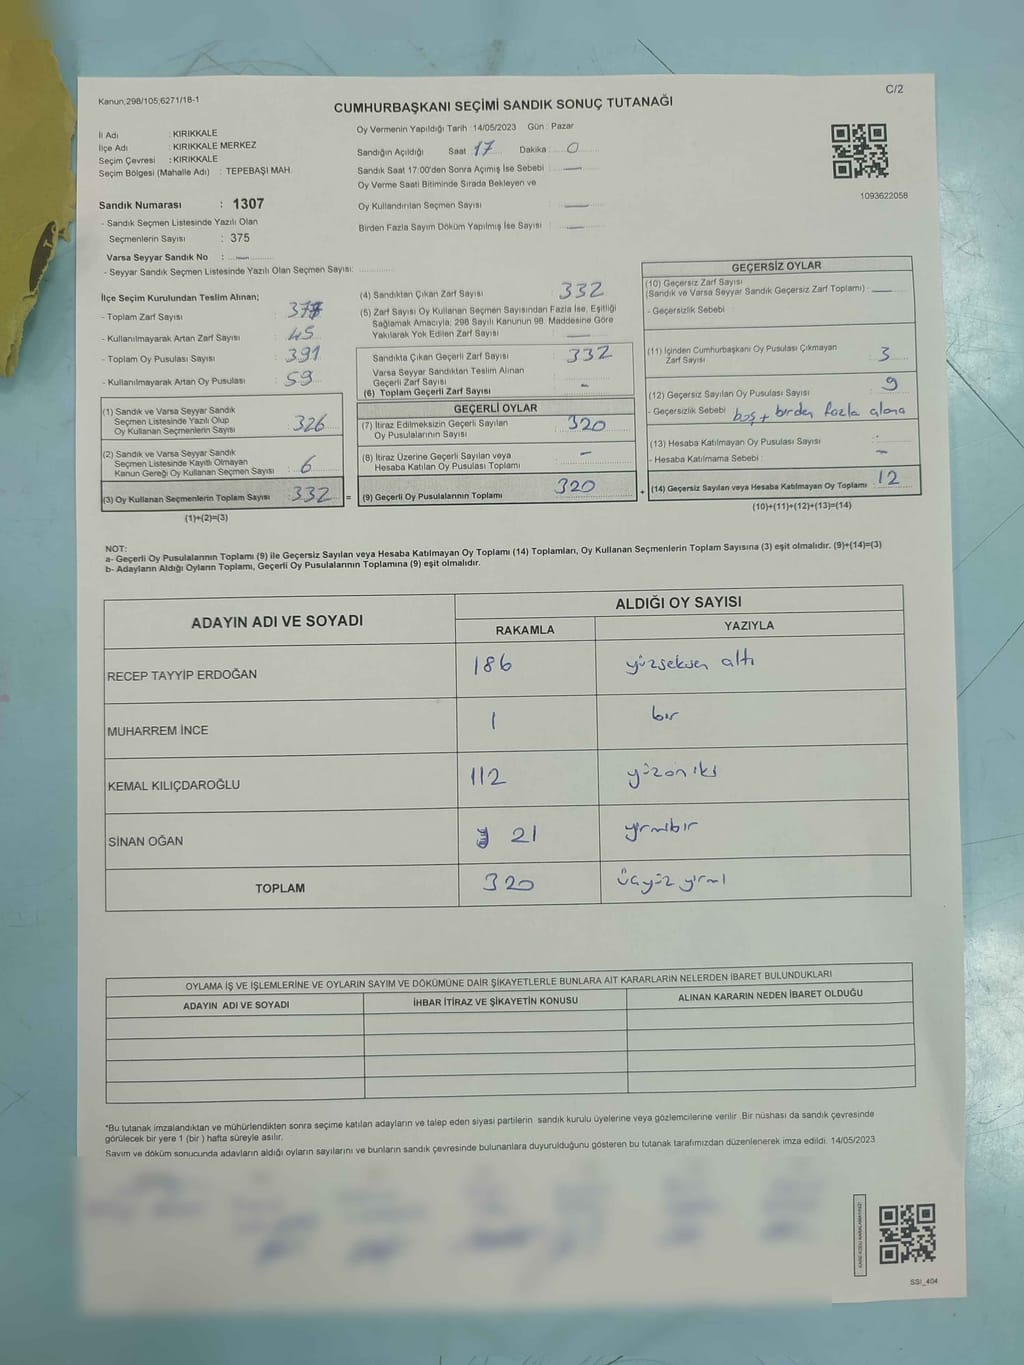 Kanun;298/105;6271/18-1
C/2
CUMHURBAŞKANI SEÇİMİ SANDIK SONUÇ TUTANAĞI
İl Adı : KIRIKKALE
İlçe Adı : KIRIKKALE MERKEZ
Seçim Çevresi : KIRIKKALE
Seçim Bölgesi (Mahalle Adı) : TEPEBAŞI MAH.
Sandık Numarası : 1307
- Sandık Seçmen Listesinde Yazılı Olan
Seçmenlerin Sayısı : 375
Varsa Seyyar Sandık No : —
- Seyyar Sandık Seçmen Listesinde Yazılı Olan Seçmen Sayısı:
Oy Vermenin Yapıldığı Tarih : 14/05/2023 Gün : Pazar
Sandığın Açıldığı Saat 17 Dakika : 0
Sandık Saat 17:00'den Sonra Açımış İse Sebebi : —
Oy Verme Saati Bitiminde Sırada Bekleyen ve
Oy Kullandırılan Seçmen Sayısı : —
Birden Fazla Sayım Döküm Yapılmış İse Sayısı : —
1093622058
İlçe Seçim Kurulundan Teslim Alınan;
- Toplam Zarf Sayısı :
- Kullanılmayarak Artan Zarf Sayısı : 45
- Toplam Oy Pusulası Sayısı : 391
- Kullanılmayarak Artan Oy Pusulası : 59
(1) Sandık ve Varsa Seyyar Sandık
Seçmen Listesinde Yazılı Olup
Oy Kullanan Seçmenlerin Sayısı : 326
(2) Sandık ve Varsa Seyyar Sandık
Seçmen Listesinde Kayıtlı Olmayan
Kanun Gereği Oy Kullanan Seçmen Sayısı : 6
(3) Oy Kullanan Seçmenlerin Toplam Sayısı : 332 =
(1)+(2)=(3)
(4) Sandıktan Çıkan Zarf Sayısı : 332
(5) Zarf Sayısı Oy Kullanan Seçmen Sayısından Fazla İse, Eşitliği
Sağlamak Amacıyla; 298 Sayılı Kanunun 98. Maddesine Göre
Yakılarak Yok Edilen Zarf Sayısı : —
Sandıkta Çıkan Geçerli Zarf Sayısı : 332
Varsa Seyyar Sandıktan Teslim Alınan
Geçerli Zarf Sayısı
(6) Toplam Geçerli Zarf Sayısı : -
GEÇERLİ OYLAR
(7) İtiraz Edilmeksizin Geçerli Sayılan
Oy Pusulalarının Sayısı : 320
(8) İtiraz Üzerine Geçerli Sayılan veya
Hesaba Katılan Oy Pusulası Toplamı : -
(9) Geçerli Oy Pusulalarının Toplamı : 320 +
GEÇERSİZ OYLAR
(10) Geçersiz Zarf Sayısı
(Sandık ve Varsa Seyyar Sandık Geçersiz Zarf Toplamı) : —
- Geçersizlik Sebebi :
(11) İçinden Cumhurbaşkanı Oy Pusulası Çıkmayan
Zarf Sayısı : 3
(12) Geçersiz Sayılan Oy Pusulası Sayısı : 9
- Geçersizlik Sebebi : boş + birden fazla alana
(13) Hesaba Katılmayan Oy Pusulası Sayısı :
- Hesaba Katılmama Sebebi : —
(14) Geçersiz Sayılan veya Hesaba Katılmayan Oy Toplamı 12
(10)+(11)+(12)+(13)=(14)
NOT:
a- Geçerli Oy Pusulalarının Toplamı (9) ile Geçersiz Sayılan veya Hesaba Katılmayan Oy Toplamı (14) Toplamları, Oy Kullanan Seçmenlerin Toplam Sayısına (3) eşit olmalıdır. (9)+(14)=(3)
b- Adayların Aldığı Oyların Toplamı, Geçerli Oy Pusulalarının Toplamına (9) eşit olmalıdır.
ADAYIN ADI VE SOYADI
ALDIĞI OY SAYISI
RAKAMLA YAZIYLA
RECEP TAYYİP ERDOĞAN 186 yüzseksen altı
MUHARREM İNCE 1 bir
KEMAL KILIÇDAROĞLU 112 yüzoniki
SİNAN OĞAN 21 yirmibir
TOPLAM 320 üçyüz yirmi
OYLAMA İŞ VE İŞLEMLERİNE VE OYLARIN SAYIM VE DÖKÜMÜNE DAİR ŞİKAYETLERLE BUNLARA AİT KARARLARIN NELERDEN İBARET BULUNDUKLARI
ADAYIN ADI VE SOYADI İHBAR İTİRAZ VE ŞİKAYETİN KONUSU ALINAN KARARIN NEDEN İBARET OLDUĞU
*Bu tutanak imzalandıktan ve mühürlendikten sonra seçime katılan adayların ve talep eden siyasi partilerin sandık kurulu üyelerine veya gözlemcilerine verilir. Bir nüshası da sandık çevresinde
görülecek bir yere 1 (bir ) hafta süreyle asılır.
Sayım ve döküm sonucunda adayların aldığı oyların sayılarını ve bunların sandık çevresinde bulunanlara duyurulduğunu gösteren bu tutanak tarafımızdan düzenlenerek imza edildi. 14/05/2023
SSI_404